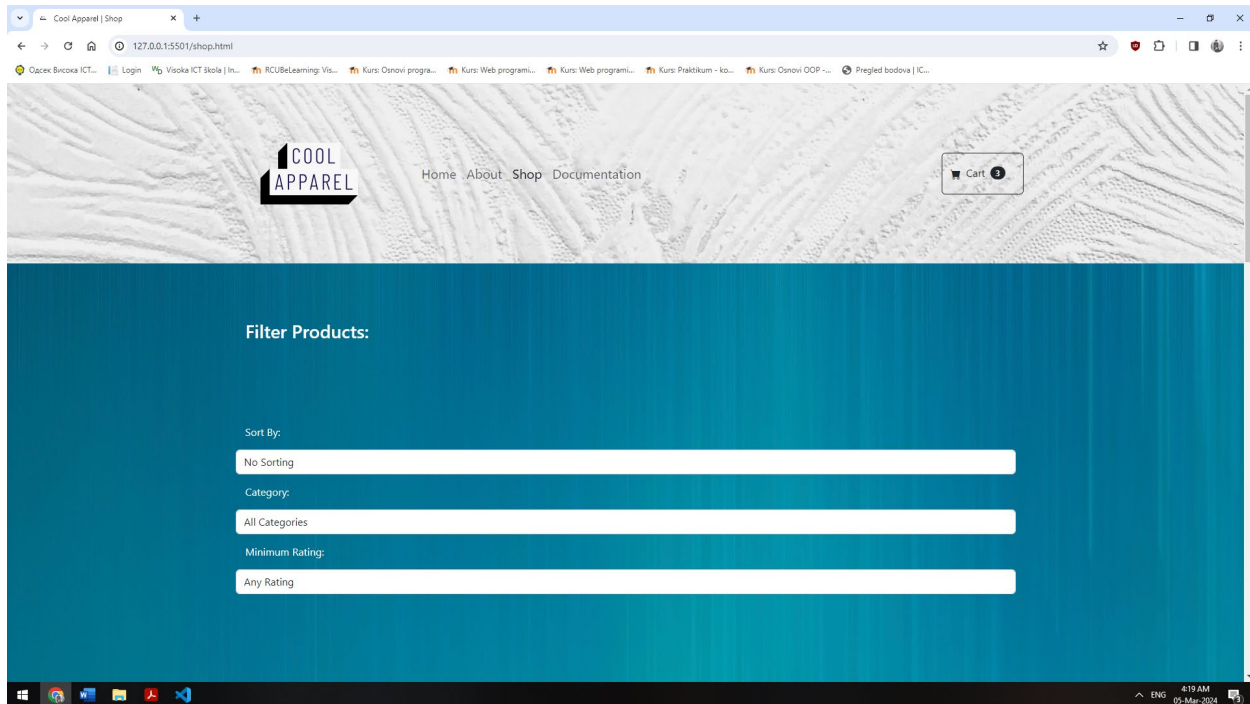 Cool Apparel | Shop
127.0.0.1:5501/shop.html
Одсек Висока ICT...
Login
Visoka ICT škola | In...
RCUBeLearning: Vis...
Kurs: Osnovi progra...
Kurs: Web programi...
Kurs: Web programi...
Kurs: Praktikum - ko...
Kurs: Osnovi OOP -...
Pregled bodova | IC...
COOL
APPAREL
Home About Shop Documentation
Cart 3
Filter Products:
Sort By:
No Sorting
Category:
All Categories
Minimum Rating:
Any Rating
ENG
4:19 AM
05-Mar-2024